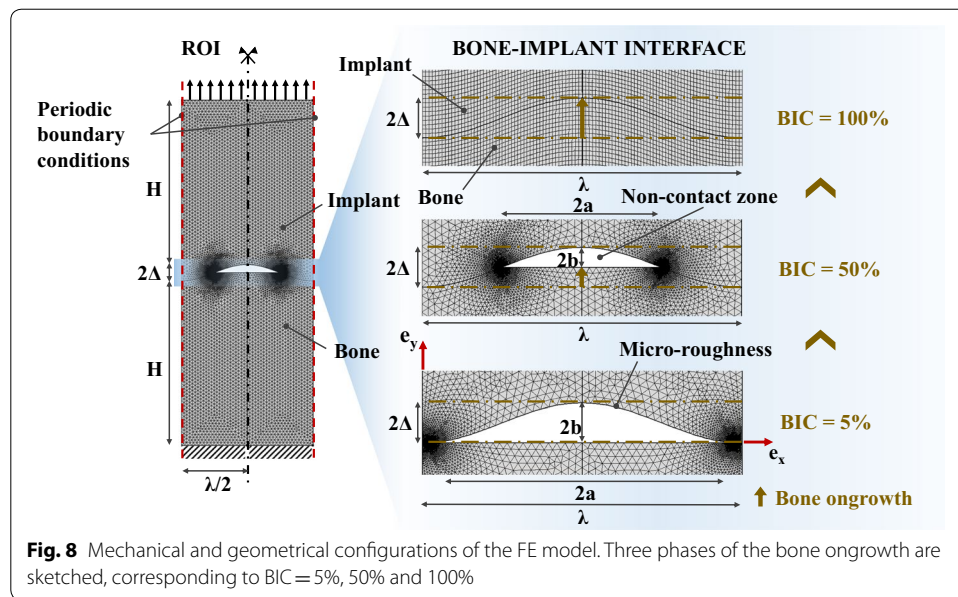 ROI
BONE-IMPLANT INTERFACE
Periodic
boundary
conditions
H
2Δ
H
Implant
Bone
λ/2
Implant
2Δ
Bone
λ
BIC = 100%
2a
Non-contact zone
2Δ
2b
λ
BIC = 50%
e_y
Micro-roughness
2Δ
2b
BIC = 5%
e_x
2a
λ
Bone ongrowth
Fig. 8 Mechanical and geometrical configurations of the FE model. Three phases of the bone ongrowth are
sketched, corresponding to BIC = 5%, 50% and 100%